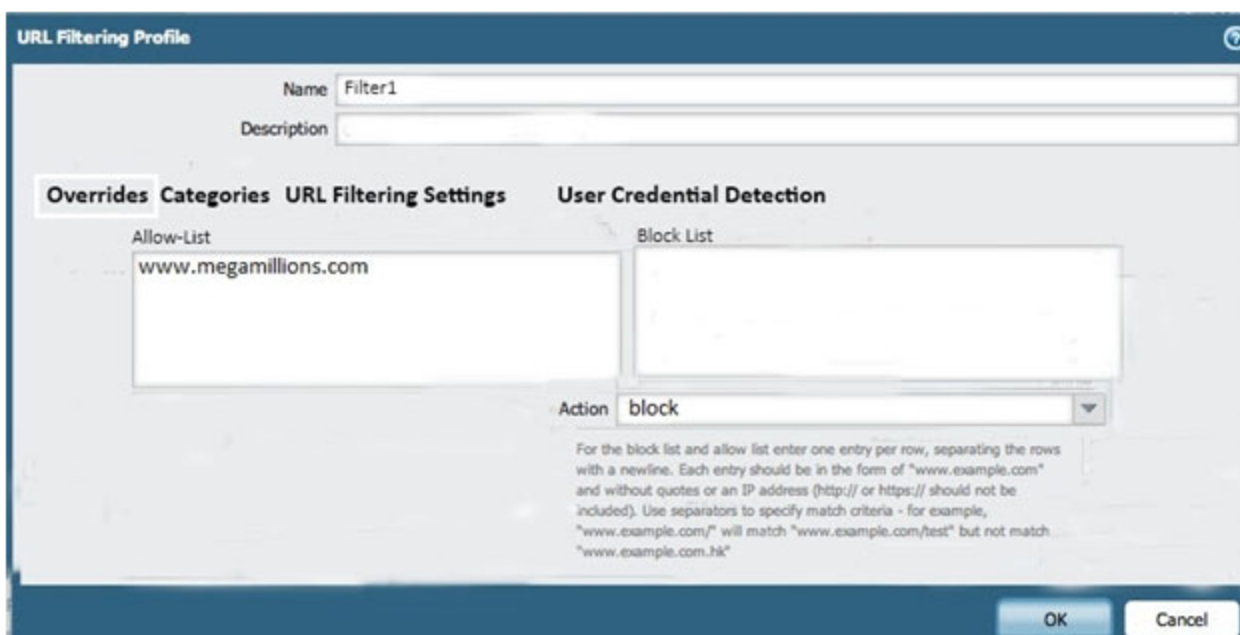 URL Filtering Profile
Name Filter1
Description
Overrides Categories URL Filtering Settings User Credential Detection
Allow-List
www.megamillions.com
Block List
Action block
For the block list and allow list enter one entry per row, separating the rows
with a newline. Each entry should be in the form of "www.example.com"
and without quotes or an IP address (http:// or https:// should not be
included). Use separators to specify match criteria - for example,
"www.example.com/" will match "www.example.com/test" but not match
"www.example.com.hk"
OK Cancel